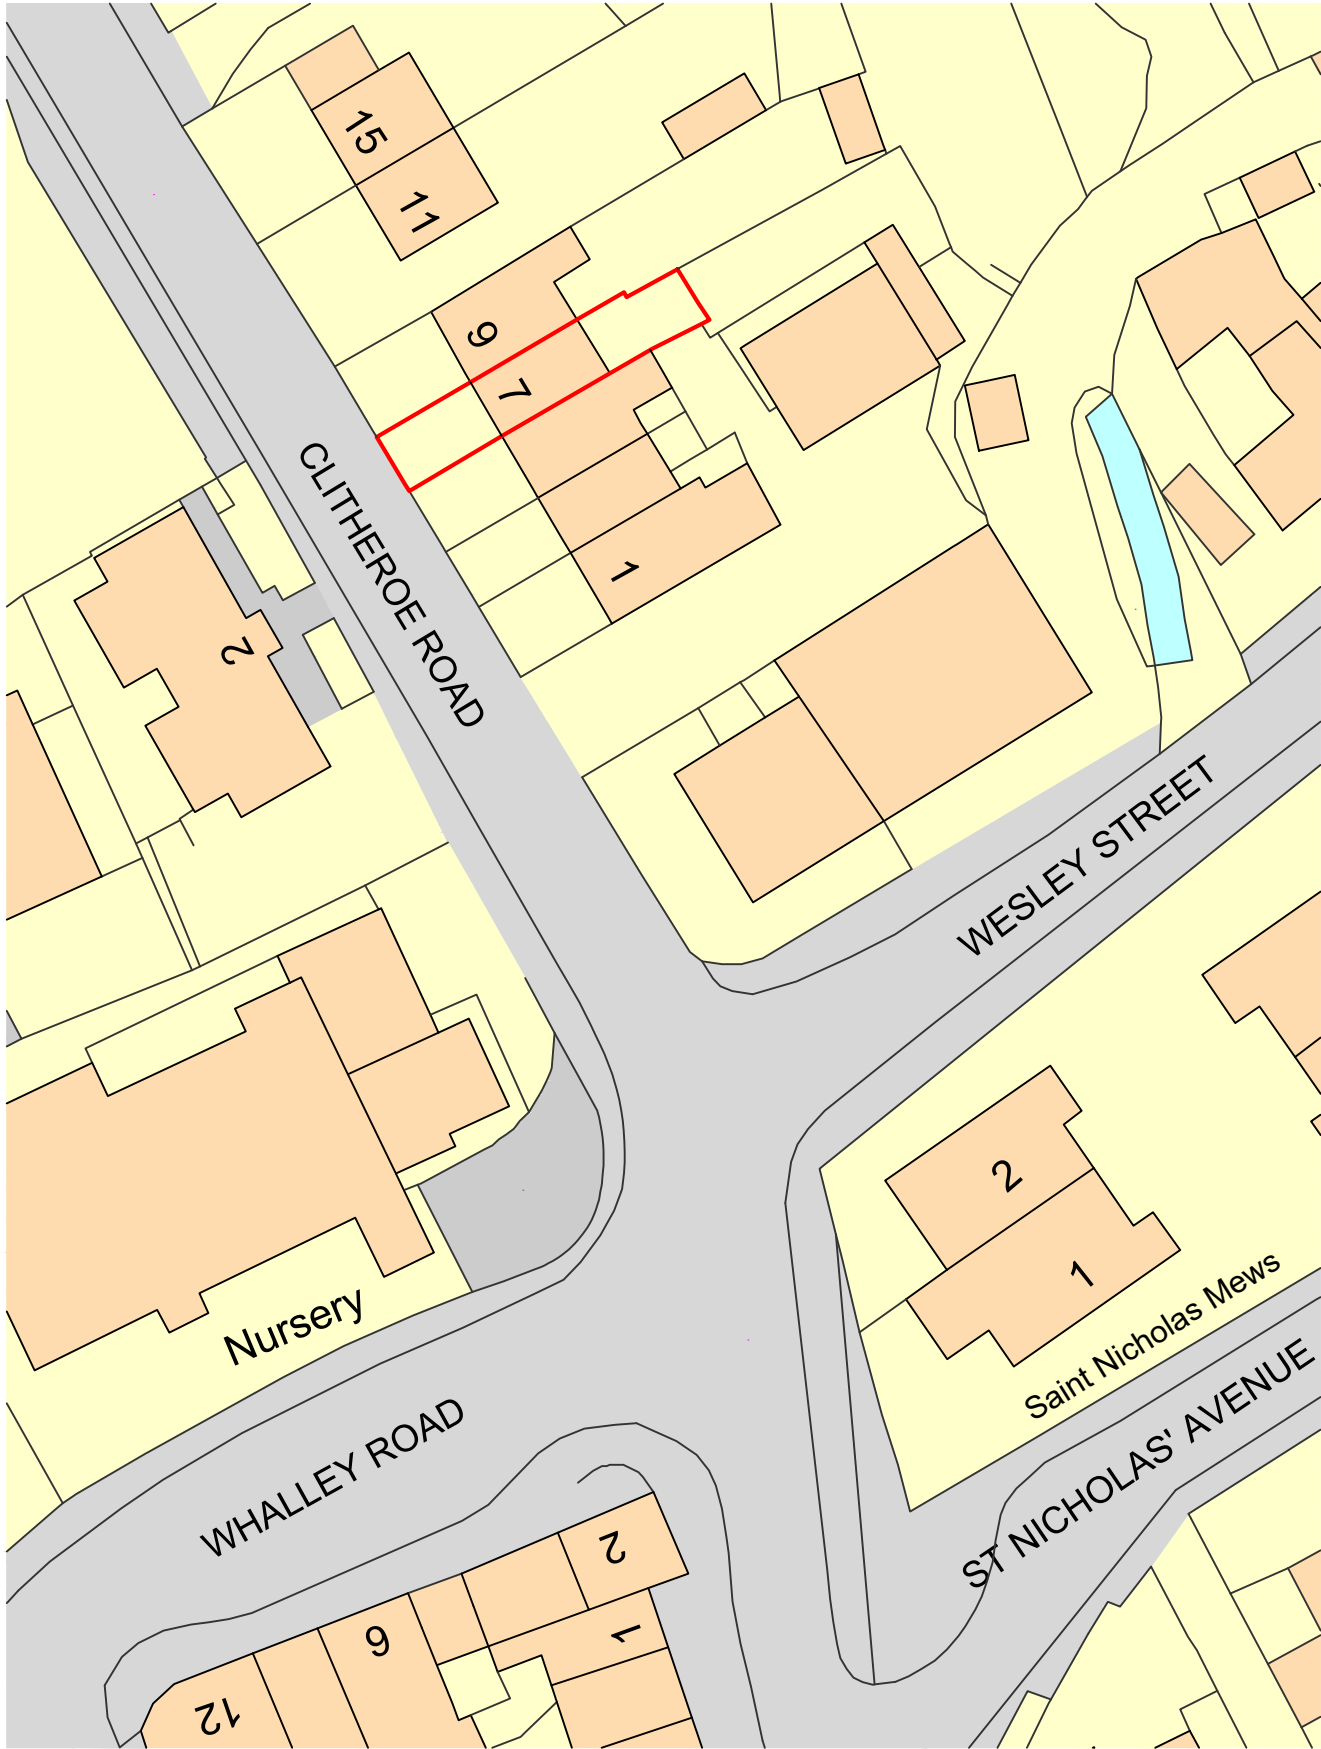 15
11
9
7
CLITHEROE ROAD
1
2
WESLEY STREET
2
1
Nursery
Saint Nicholas Mews
ST NICHOLAS' AVENUE
WHALLEY ROAD
2
1
6
12